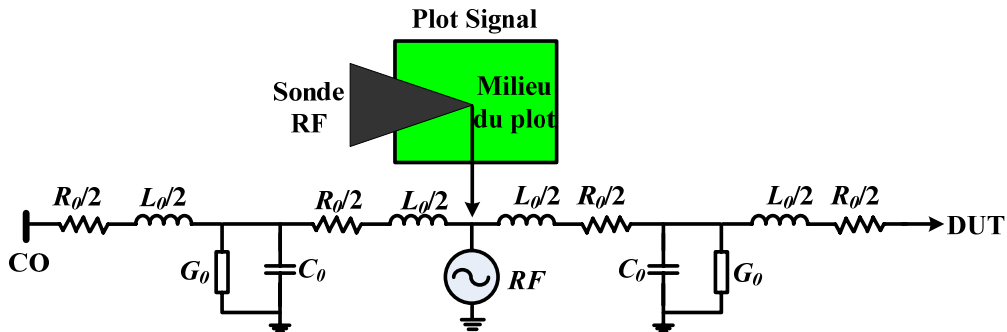 Plot Signal
Sonde
RF
Milieu
du plot
R₀/2
L₀/2
R₀/2
L₀/2
L₀/2
R₀/2
L₀/2
R₀/2
CO
DUT
G₀
C₀
RF
C₀
G₀